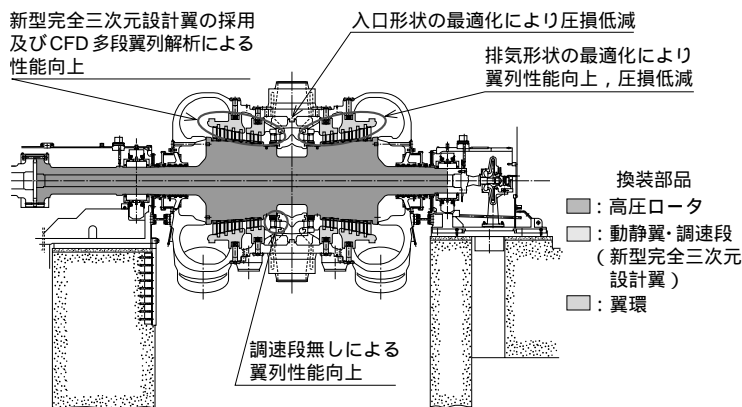 新型完全三次元設計翼の採用
及びCFD多段翼列解析による
性能向上
入口形状の最適化により圧損低減
排気形状の最適化により
翼列性能向上，圧損低減
換装部品
：高圧ロータ
：動静翼・調速段
（新型完全三次元
設計翼）
：翼環
調速段無しによる
翼列性能向上